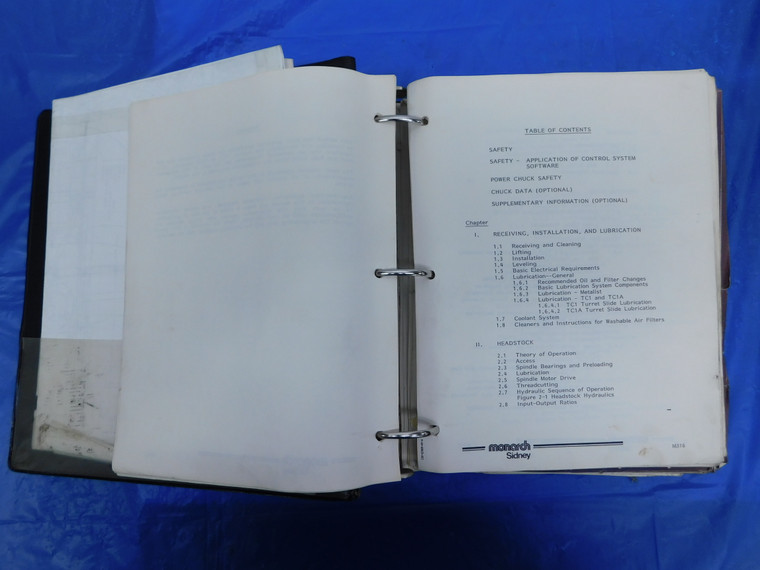 TABLE OF CONTENTS
SAFETY
SAFETY - APPLICATION OF CONTROL SYSTEM
SOFTWARE
POWER CHUCK SAFETY
CHUCK DATA (OPTIONAL)
SUPPLEMENTARY INFORMATION (OPTIONAL)
Chapter
I. RECEIVING, INSTALLATION, AND LUBRICATION
1.1 Receiving and Cleaning
1.2 Lifting
1.3 Installation
1.4 Leveling
1.5 Basic Electrical Requirements
1.6 Lubrication--General
1.6.1 Recommended Oil and Filter Changes
1.6.2 Basic Lubrication System Components
1.6.3 Lubrication - Metalist
1.6.4 Lubrication - TC1 and TC1A
1.6.4.1 TC1 Turret Slide Lubrication
1.6.4.2 TC1A Turret Slide Lubrication
1.7 Coolant System
1.8 Cleaners and Instructions for Washable Air Filters
II. HEADSTOCK
2.1 Theory of Operation
2.2 Access
2.3 Spindle Bearings and Preloading
2.4 Lubrication
2.5 Spindle Motor Drive
2.6 Threadcutting
2.7 Hydraulic Sequence of Operation
Figure 2-1 Headstock Hydraulics
2.8 Input-Output Ratios
monarch
Sidney